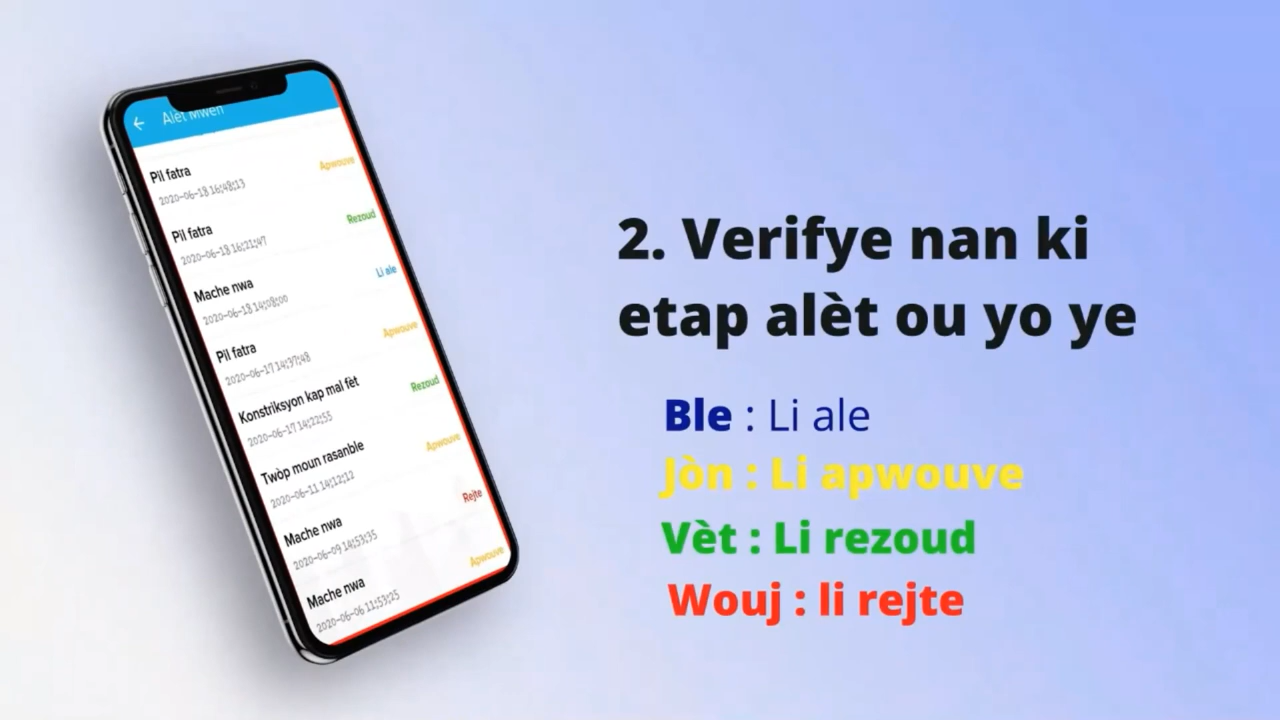 Alèt Mwen
Pil fatra
Apwouve
2020-06-18 16:48:13
Pil fatra
Rezoud
2020-06-18 16:21:47
Mache nwa
Li ale
2020-06-18 14:08:00
Pil fatra
Apwouve
2020-06-17 14:37:48
Konstriksyon kap mal fèt
Rezoud
2020-06-17 14:22:55
Twòp moun rasanble
Apwouve
2020-06-11 14:12:12
Mache nwa
Rejte
2020-06-09 14:53:35
Mache nwa
Apwouve
2020-06-06 11:53:25
2. Verifye nan ki
etap alèt ou yo ye
Ble : Li ale
Jòn : Li apwouve
Vèt : Li rezoud
Wouj : li rejte